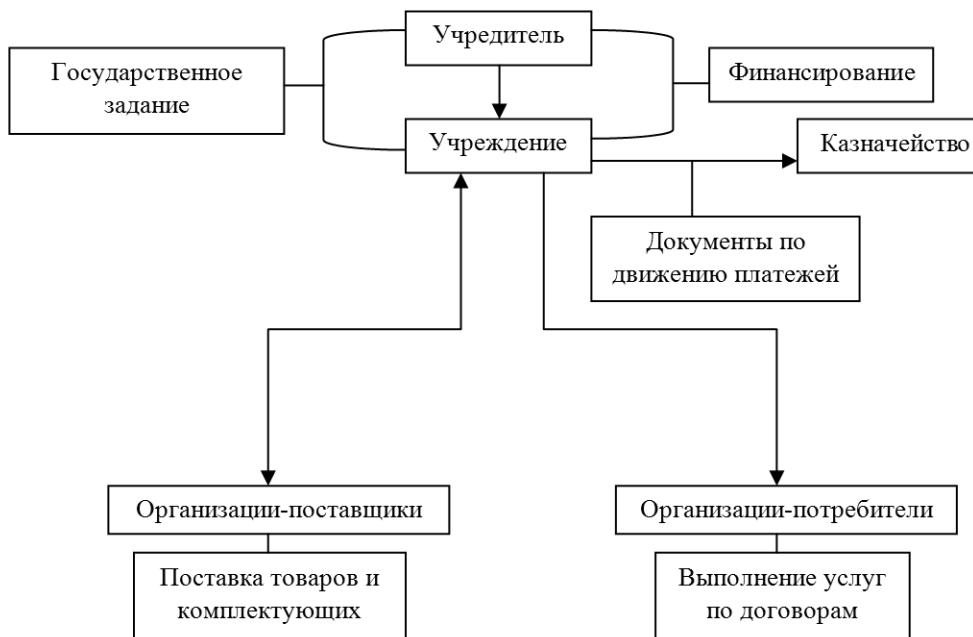 Учредитель
Государственное
задание
Финансирование
Учреждение
Казначейство
Документы по
движению платежей
Организации-поставщики
Организации-потребители
Поставка товаров и
комплектующих
Выполнение услуг
по договорам